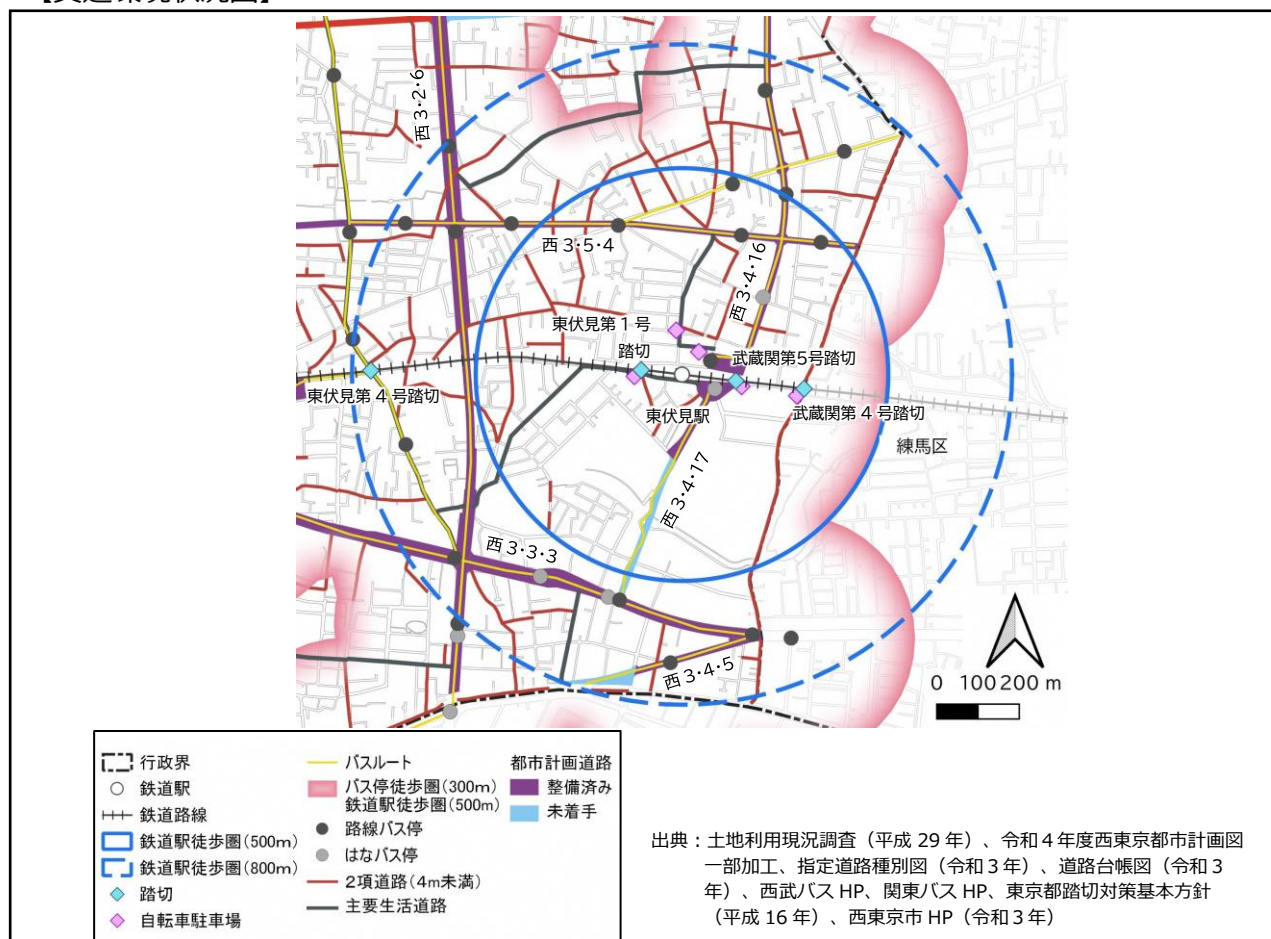 西3・2・6
西3・5・4
西3・4・16
東伏見第1号
踏切
武蔵関第5号踏切
東伏見第4号踏切
東伏見駅
武蔵関第4号踏切
練馬区
西3・4・17
西3・3・3
西3・4・5
0 100 200 m
行政界
鉄道駅
鉄道路線
鉄道駅徒歩圏(500m)
鉄道駅徒歩圏(800m)
踏切
自転車駐車場
バスルート
バス停徒歩圏(300m)
鉄道駅徒歩圏(500m)
路線バス停
はなバス停
2項道路(4m未満)
主要生活道路
都市計画道路
整備済み
未着手
出典：土地利用現況調査（平成 29 年）、令和４年度西東京都市計画図
一部加工、指定道路種別図（令和３年）、道路台帳図（令和３
年）、西武バス HP、関東バス HP、東京都踏切対策基本方針
（平成 16 年）、西東京市 HP（令和３年）